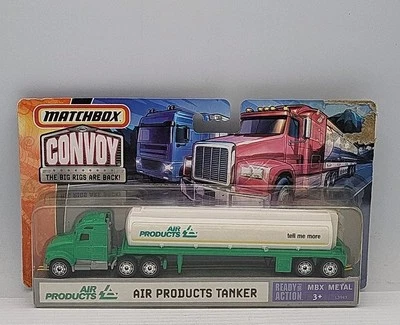 MATCHBOX
CONVOY
THE BIG RIGS ARE BACK!
AIR
PRODUCTS
tell me more
AIR
PRODUCTS
AIR PRODUCTS TANKER
READY FOR
ACTION
MBX METAL
3+